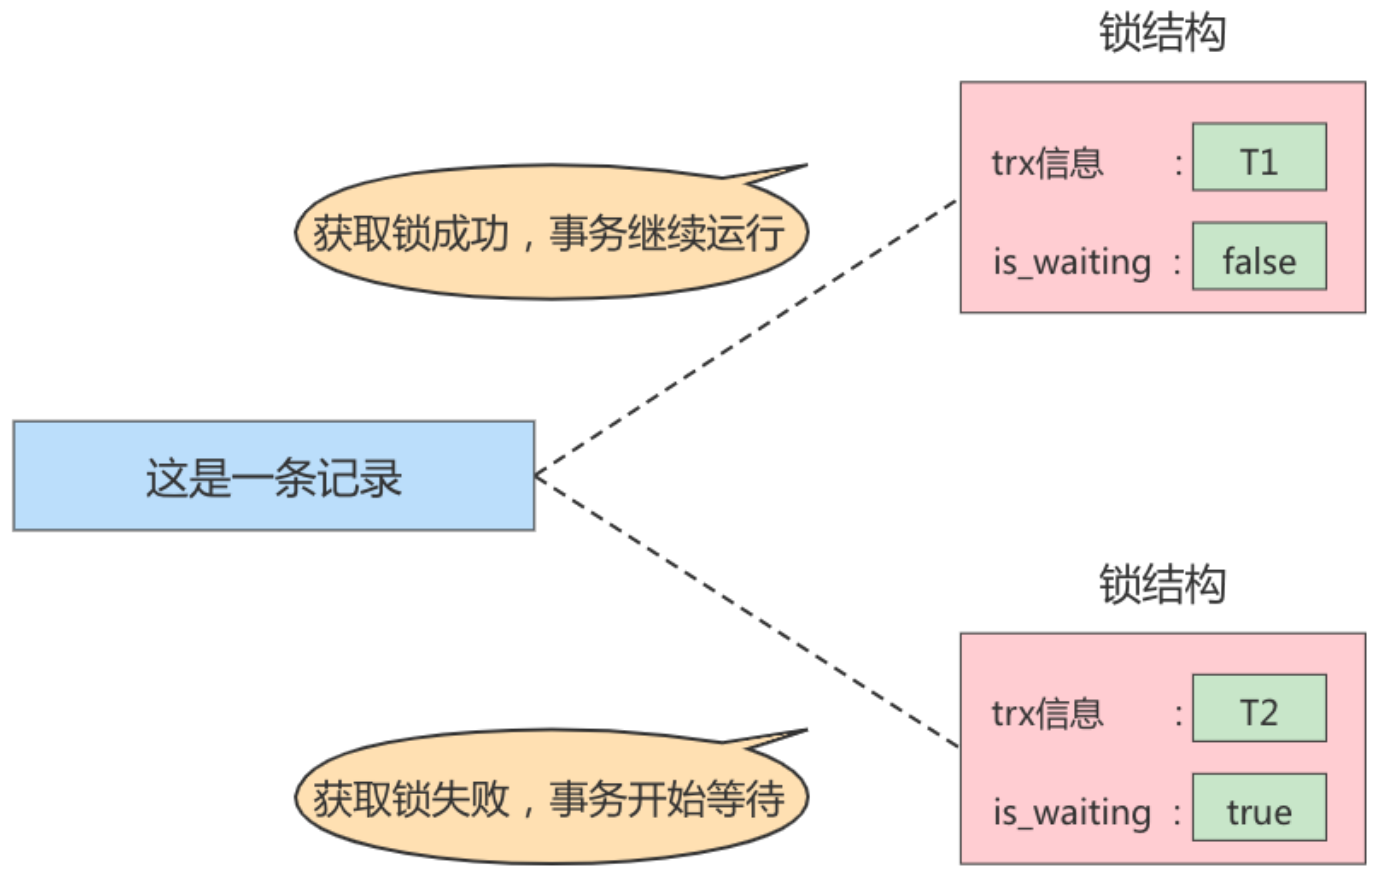 锁结构
trx信息 : T1
获取锁成功，事务继续运行
is_waiting : false
这是一条记录
锁结构
trx信息 : T2
获取锁失败，事务开始等待
is_waiting : true